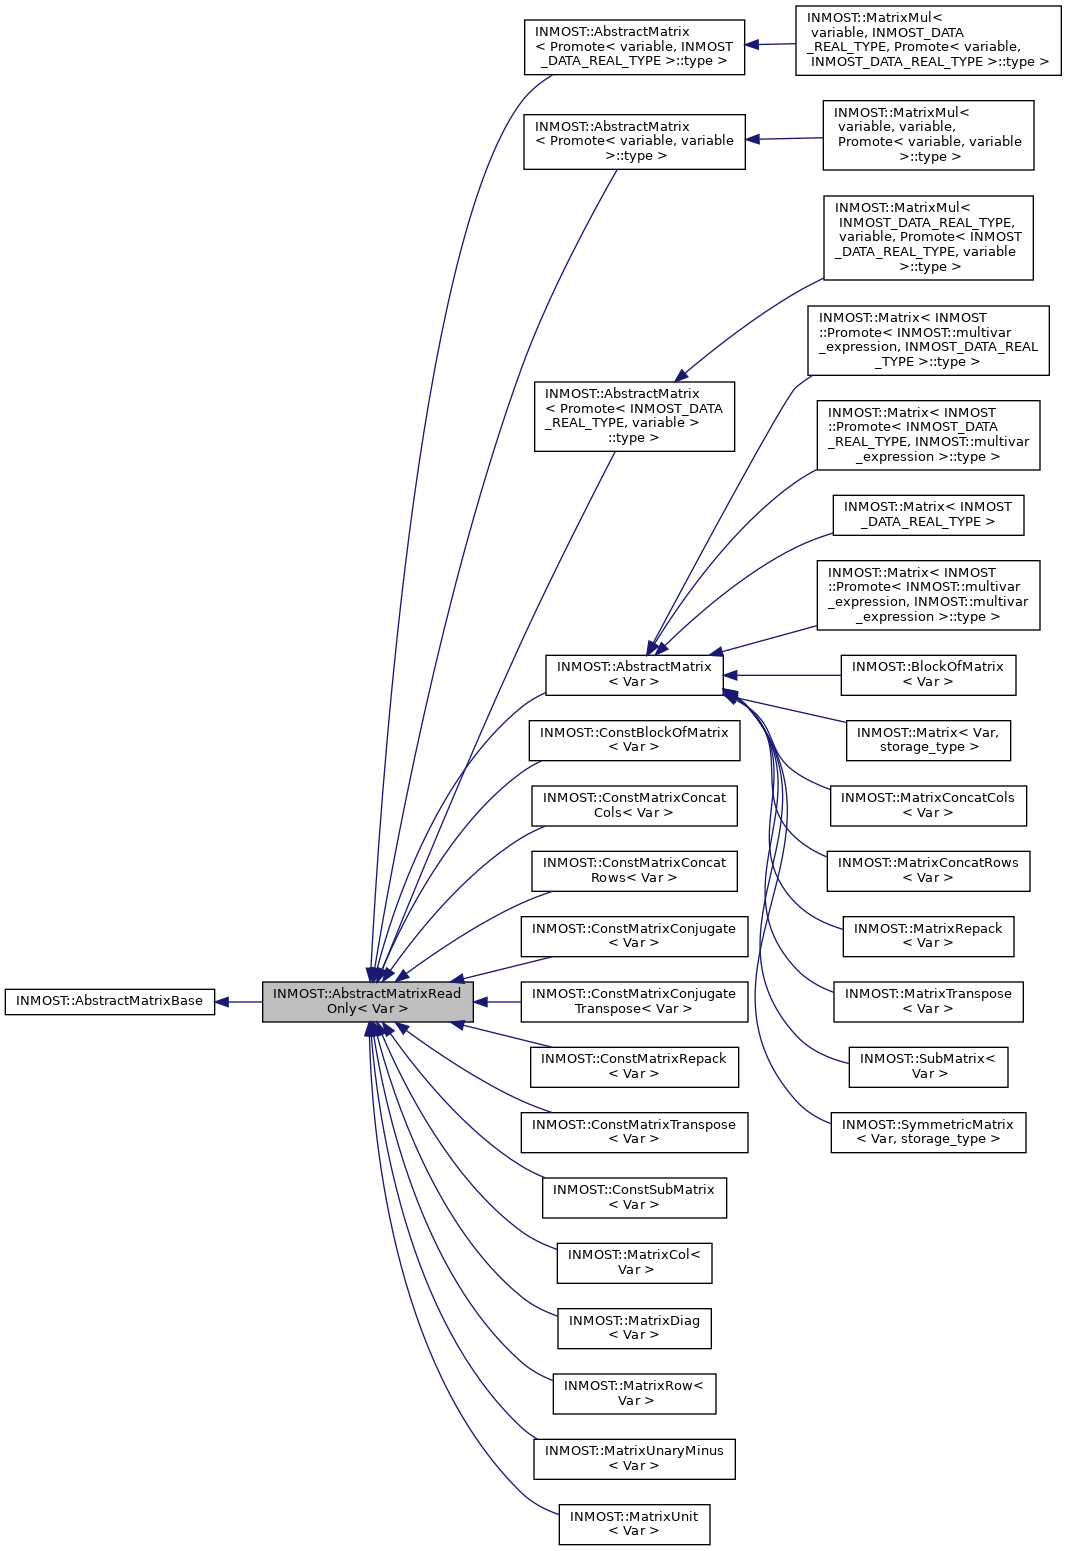 INMOST::AbstractMatrixBase
INMOST::AbstractMatrixRead
Only< Var >
INMOST::AbstractMatrix
< Promote< variable, INMOST
_DATA_REAL_TYPE >::type >
INMOST::AbstractMatrix
< Promote< variable, variable
>::type >
INMOST::AbstractMatrix
< Promote< INMOST_DATA
_REAL_TYPE, variable >
::type >
INMOST::AbstractMatrix
< Var >
INMOST::ConstBlockOfMatrix
< Var >
INMOST::ConstMatrixConcat
Cols< Var >
INMOST::ConstMatrixConcat
Rows< Var >
INMOST::ConstMatrixConjugate
< Var >
INMOST::ConstMatrixConjugate
Transpose< Var >
INMOST::ConstMatrixRepack
< Var >
INMOST::ConstMatrixTranspose
< Var >
INMOST::ConstSubMatrix
< Var >
INMOST::MatrixCol<
Var >
INMOST::MatrixDiag
< Var >
INMOST::MatrixRow<
Var >
INMOST::MatrixUnaryMinus
< Var >
INMOST::MatrixUnit
< Var >
INMOST::MatrixMul<
variable, INMOST_DATA
_REAL_TYPE, Promote< variable,
INMOST_DATA_REAL_TYPE >::type >
INMOST::MatrixMul<
variable, variable,
Promote< variable, variable
>::type >
INMOST::MatrixMul<
INMOST_DATA_REAL_TYPE,
variable, Promote< INMOST
_DATA_REAL_TYPE, variable
>::type >
INMOST::Matrix< INMOST
::Promote< INMOST::multivar
_expression, INMOST_DATA_REAL
_TYPE >::type >
INMOST::Matrix< INMOST
::Promote< INMOST_DATA
_REAL_TYPE, INMOST::multivar
_expression >::type >
INMOST::Matrix< INMOST
_DATA_REAL_TYPE >
INMOST::Matrix< INMOST
::Promote< INMOST::multivar
_expression, INMOST::multivar
_expression >::type >
INMOST::BlockOfMatrix
< Var >
INMOST::Matrix< Var,
storage_type >
INMOST::MatrixConcatCols
< Var >
INMOST::MatrixConcatRows
< Var >
INMOST::MatrixRepack
< Var >
INMOST::MatrixTranspose
< Var >
INMOST::SubMatrix<
Var >
INMOST::SymmetricMatrix
< Var, storage_type >